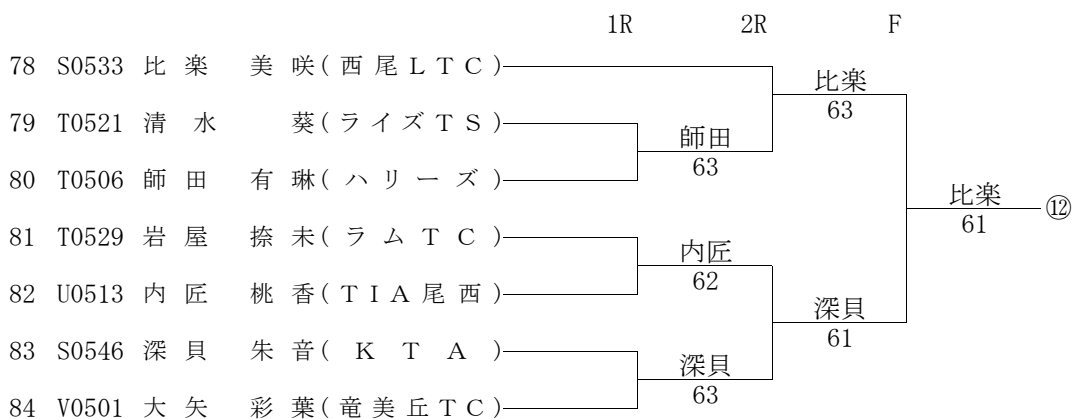 1R 2R F
78 S0533 比楽 美咲(西尾LTC)
比楽
63
79 T0521 清水 葵(ライズTS)
師田
63
80 T0506 師田 有琳(ハリーズ)
比楽 ⑫
61
81 T0529 岩屋 捺未(ラムTC)
内匠
62
82 U0513 内匠 桃香(TIA尾西)
深貝
61
83 S0546 深貝 朱音(KTA)
深貝
63
84 V0501 大矢 彩葉(竜美丘TC)